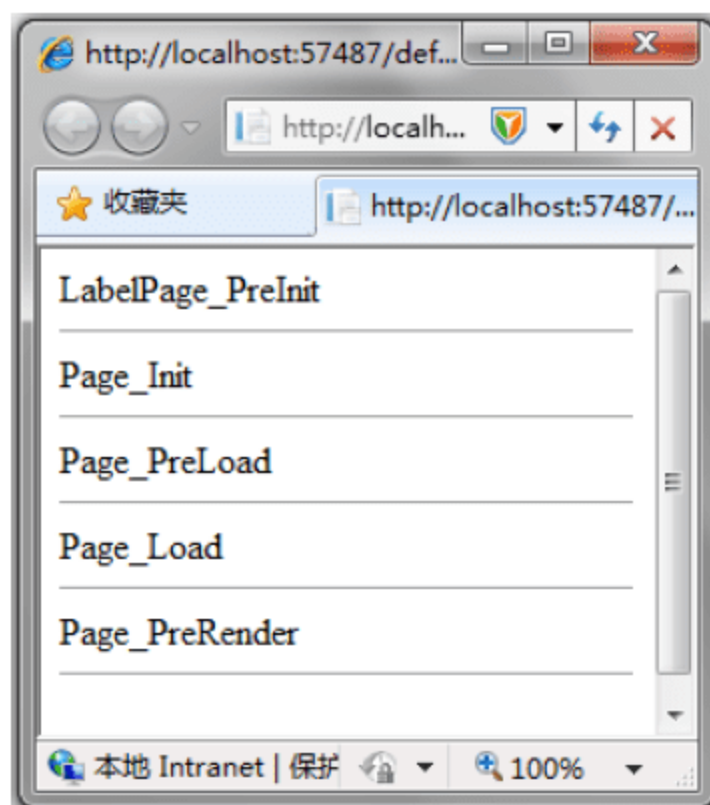 http://localhost:57487/def...
http://localh...
收藏夹
http://localhost:57487/...
LabelPage_PreInit
Page_Init
Page_PreLoad
Page_Load
Page_PreRender
本地 Intranet | 保护
100%